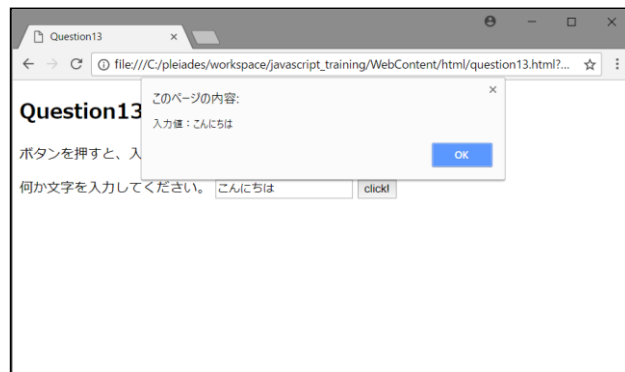 Question13
file:///C:/pleiades/workspace/javascript_training/WebContent/html/question13.html?...
このページの内容:
Question13
入力値：こんにちは
ボタンを押すと、入
OK
何か文字を入力してください。 こんにちは click!